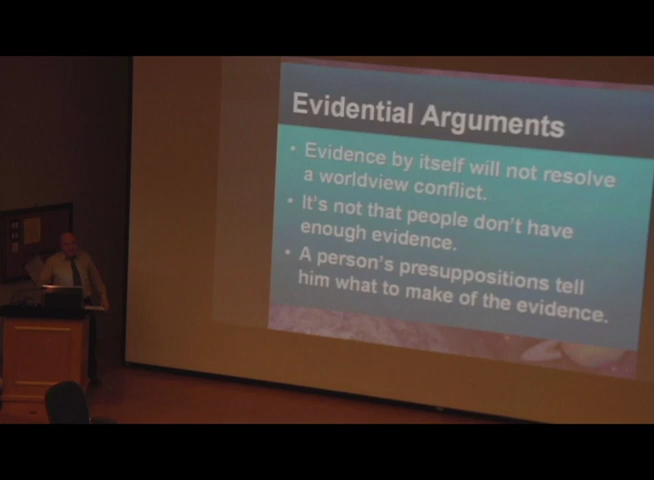 Evidential Arguments
• Evidence by itself will not resolve
a worldview conflict.
• It's not that people don't have
enough evidence.
• A person's presuppositions tell
him what to make of the evidence.